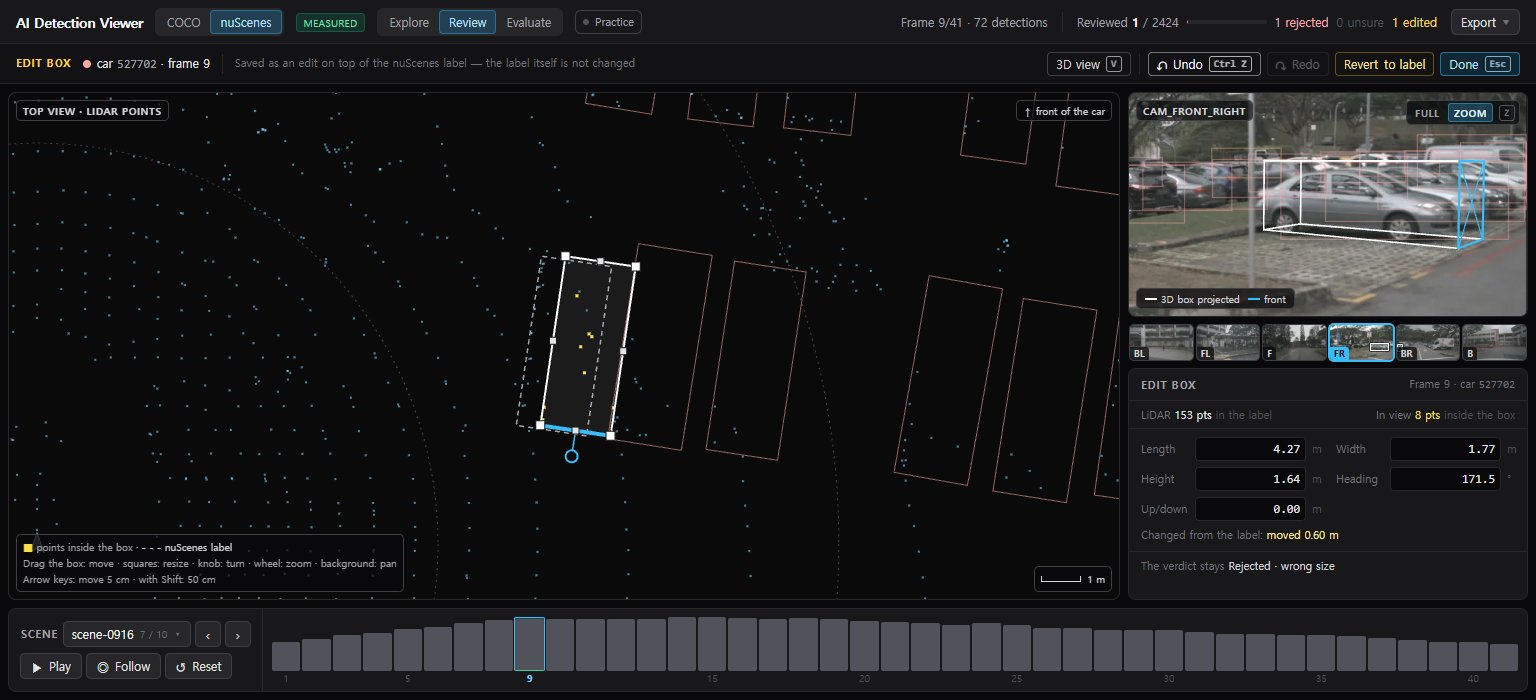 AI Detection Viewer COCO nuScenes MEASURED Explore Review Evaluate Practice Frame 9/41 · 72 detections Reviewed 1 / 2424 1 rejected 0 unsure 1 edited Export
EDIT BOX car 527702 · frame 9 Saved as an edit on top of the nuScenes label — the label itself is not changed 3D view V Undo Ctrl Z Redo Revert to label Done Esc
TOP VIEW · LIDAR POINTS
↑ front of the car
points inside the box · - - - nuScenes label
Drag the box: move · squares: resize · knob: turn · wheel: zoom · background: pan
Arrow keys: move 5 cm · with Shift: 50 cm
1 m
CAM_FRONT_RIGHT FULL ZOOM Z
3D box projected front
BL FL F FR BR B
EDIT BOX Frame 9 · car 527702
LiDAR 153 pts in the label In view 8 pts inside the box
Length 4.27 m Width 1.77 m
Height 1.64 m Heading 171.5 °
Up/down 0.00 m
Changed from the label: moved 0.60 m
The verdict stays Rejected · wrong size
SCENE scene-0916 7 / 10 ‹ ›
Play Follow Reset
1 5 9 15 20 25 30 35 40